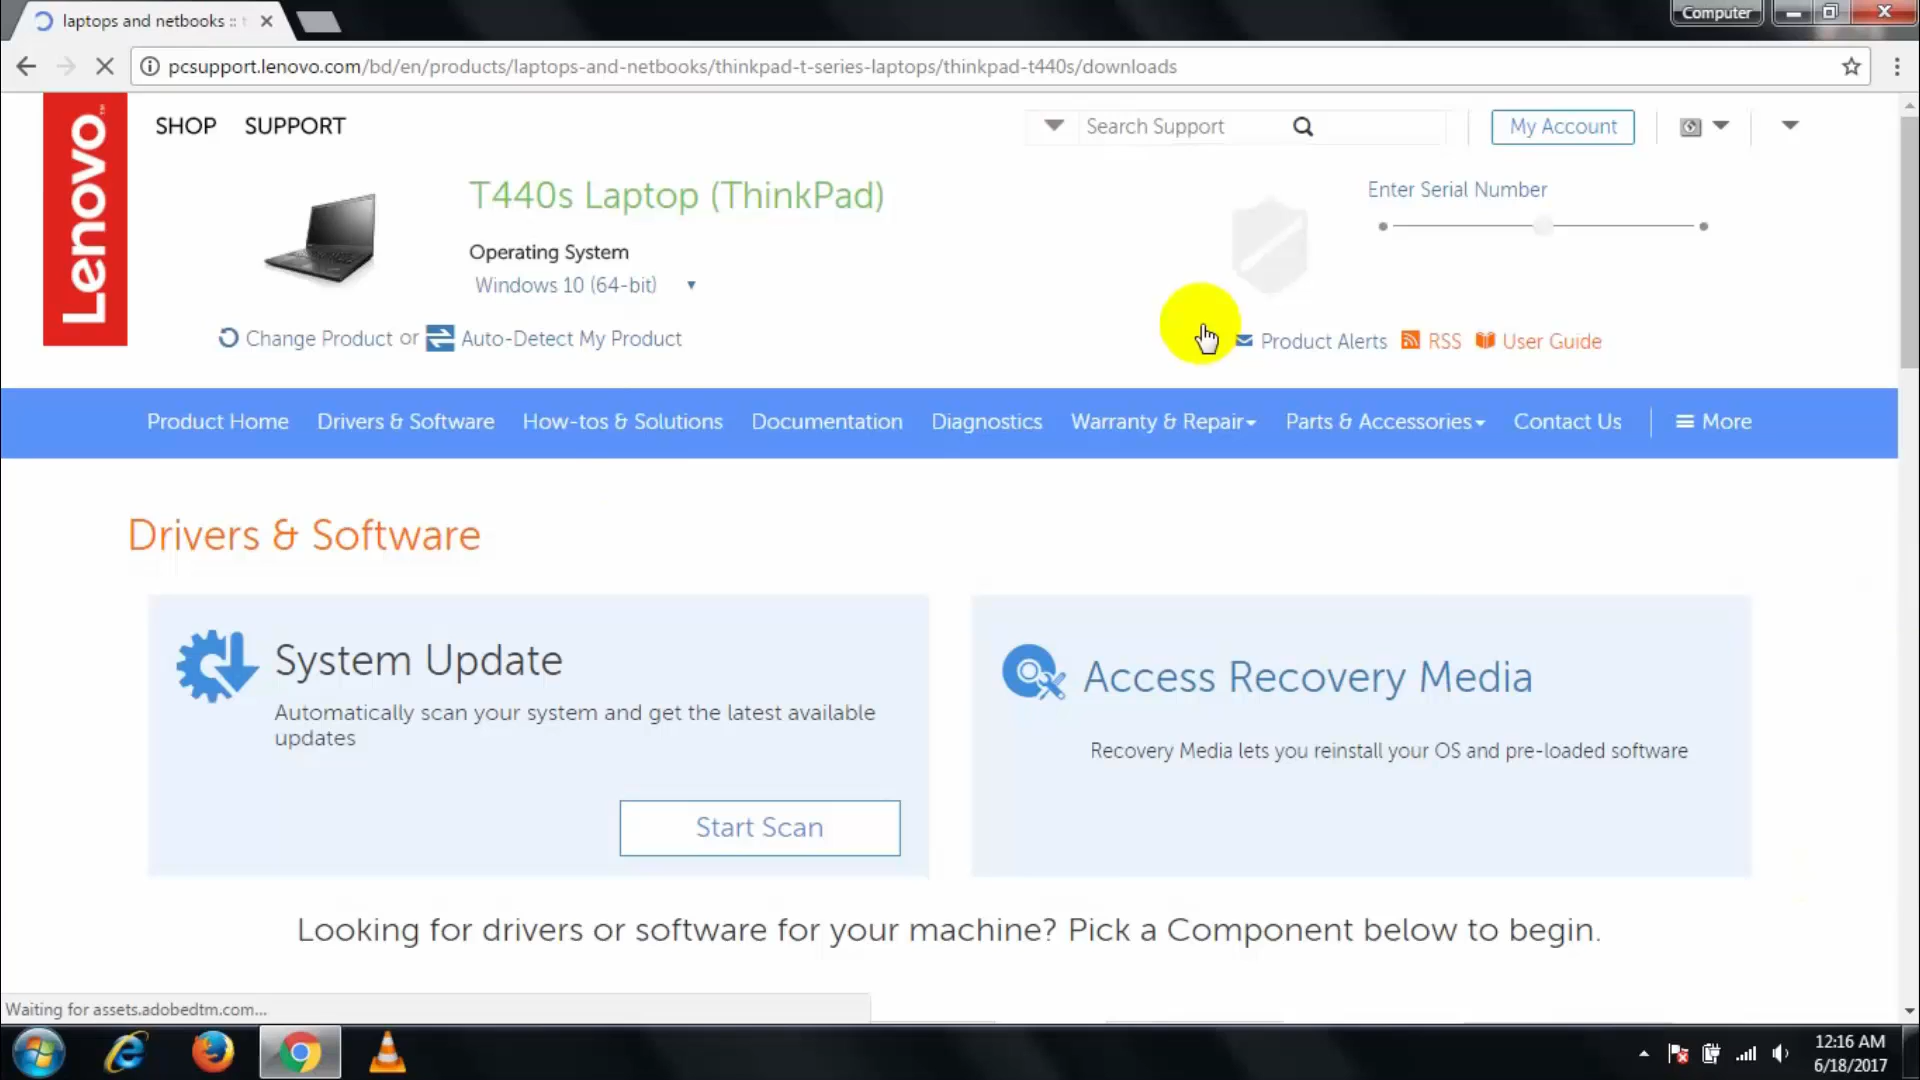 laptops and netbooks :: t
Computer
pcsupport.lenovo.com/bd/en/products/laptops-and-netbooks/thinkpad-t-series-laptops/thinkpad-t440s/downloads
Lenovo
SHOP SUPPORT
Search Support
My Account
T440s Laptop (ThinkPad)
Enter Serial Number
Operating System
Windows 10 (64-bit)
Change Product or Auto-Detect My Product
Product Alerts RSS User Guide
Product Home Drivers & Software How-tos & Solutions Documentation Diagnostics Warranty & Repair Parts & Accessories Contact Us More
Drivers & Software
System Update
Automatically scan your system and get the latest available
updates
Start Scan
Access Recovery Media
Recovery Media lets you reinstall your OS and pre-loaded software
Looking for drivers or software for your machine? Pick a Component below to begin.
Waiting for assets.adobedtm.com...
12:16 AM
6/18/2017